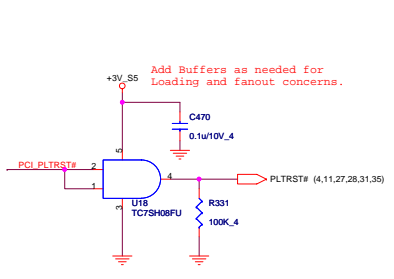 Add Buffers as needed for
Loading and fanout concerns.
+3V_S5
C470
0.1u/10V_4
5
PCI_PLTRST#
2
4
PLTRST# (4,11,27,28,31,35)
1
U18
TC7SH08FU
3
R331
100K_4